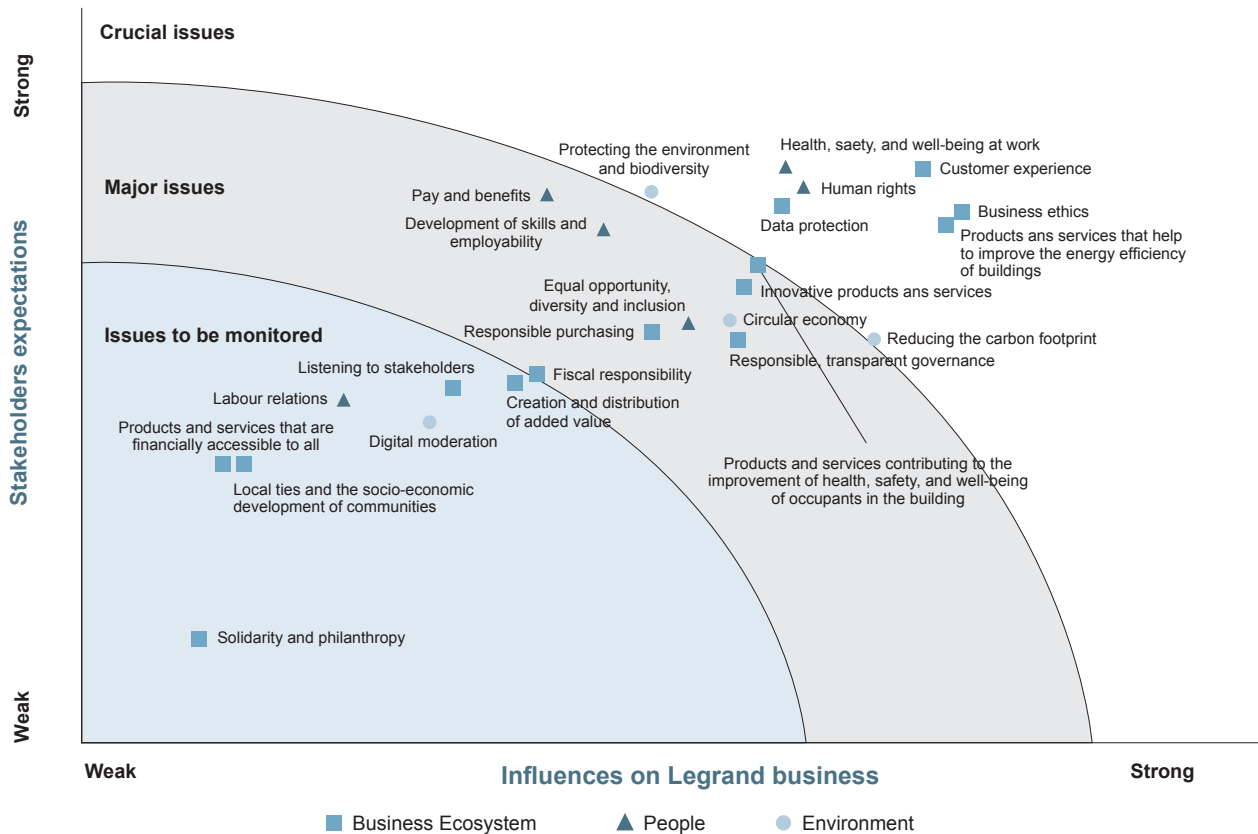 Crucial issues
Strong
Health, saety, and well-being at work
Protecting the environment
and biodiversity
Customer experience
Major issues
Pay and benefits
Human rights
Development of skills and
employability
Data protection
Business ethics
Products ans services that help
to improve the energy efficiency
of buildings
Stakeholders expectations
Equal opportunity,
diversity and inclusion
Innovative products ans services
Issues to be monitored
Responsible purchasing
Circular economy
Reducing the carbon footprint
Responsible, transparent governance
Listening to stakeholders
Fiscal responsibility
Labour relations
Creation and distribution
of added value
Products and services that are
financially accessible to all
Digital moderation
Products and services contributing to the
improvement of health, safety, and well-being
of occupants in the building
Local ties and the socio-economic
development of communities
Solidarity and philanthropy
Weak
Weak
Influences on Legrand business
Strong
Business Ecosystem
People
Environment